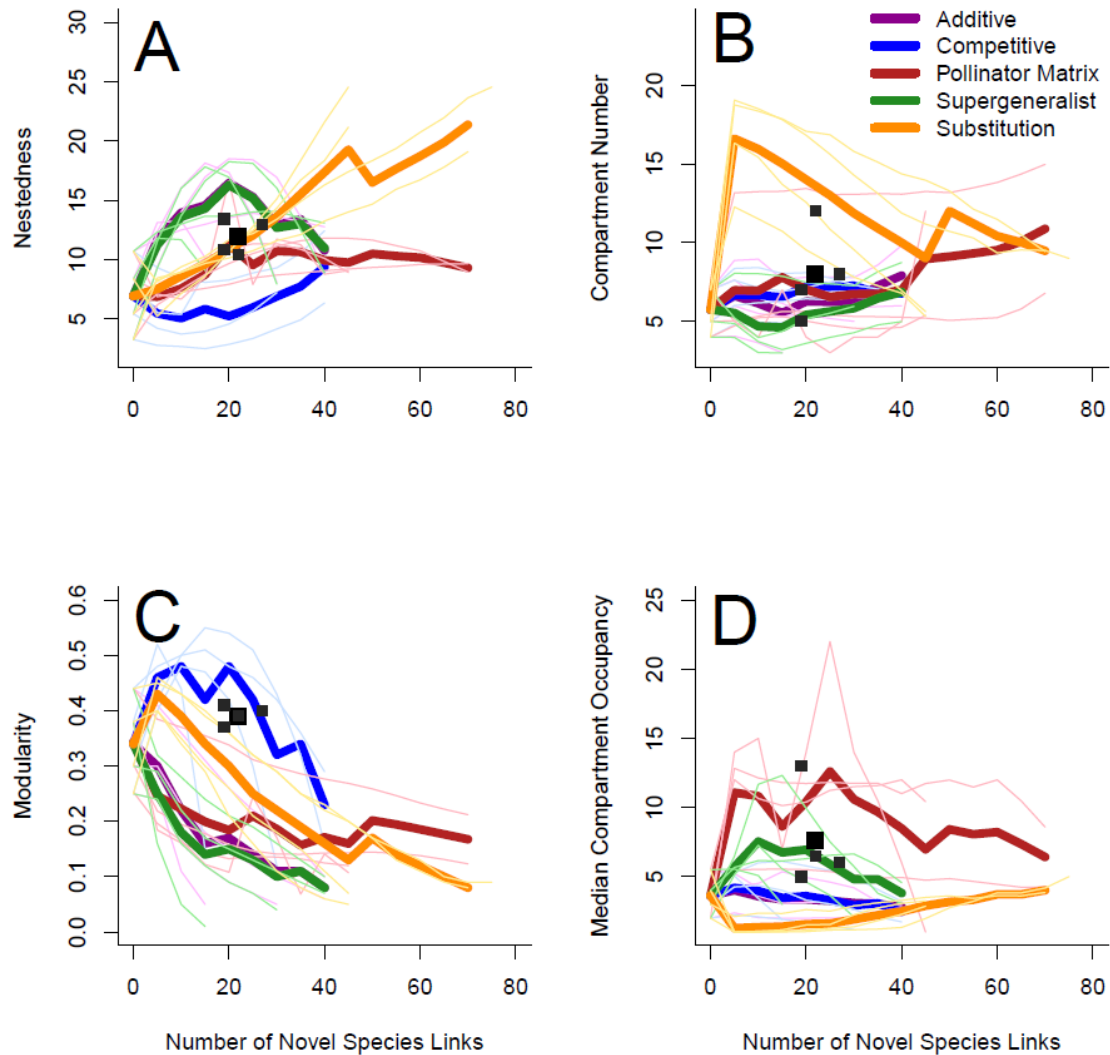 A
Nestedness
30
25
20
15
10
5
0 20 40 60 80
B
Additive
Competitive
Pollinator Matrix
Supergeneralist
Substitution
Compartment Number
20
15
10
5
0 20 40 60 80
C
Modularity
0.6
0.5
0.4
0.3
0.2
0.1
0.0
0 20 40 60 80
Number of Novel Species Links
D
Median Compartment Occupancy
25
20
15
10
5
0 20 40 60 80
Number of Novel Species Links